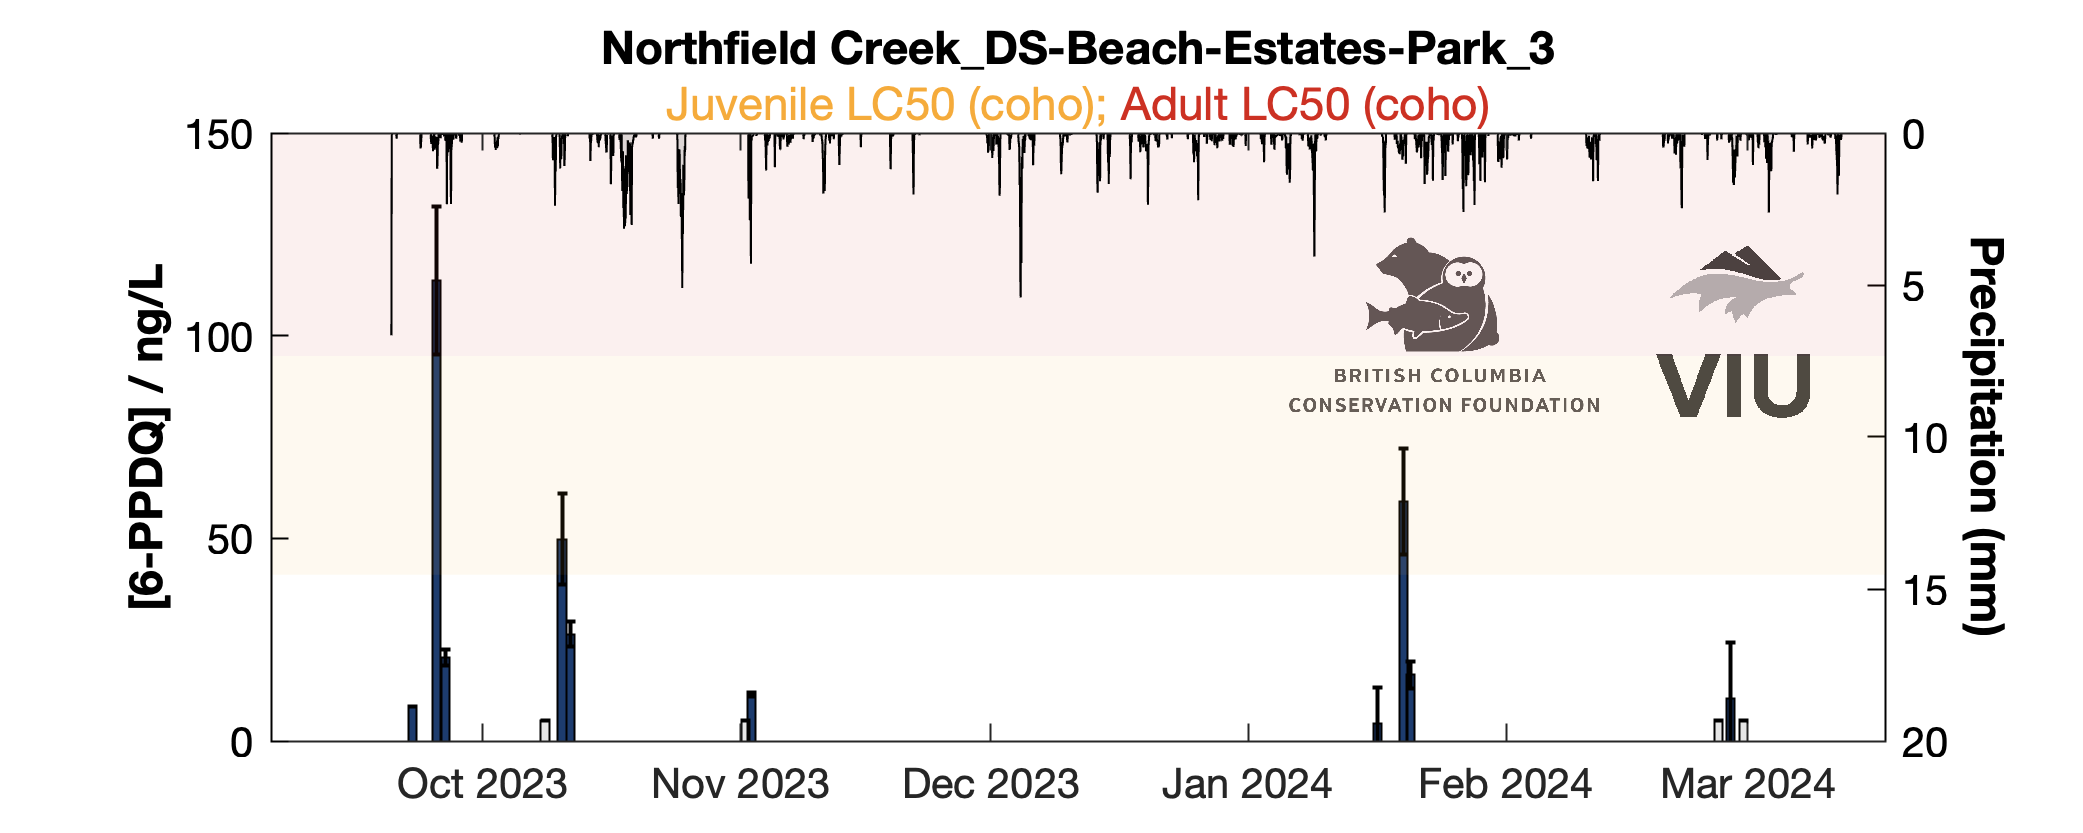 Northfield Creek_DS-Beach-Estates-Park_3
Juvenile LC50 (coho); Adult LC50 (coho)
[6-PPDQ] / ng/L
150
100
50
0
0
5
10
15
20
Precipitation (mm)
BRITISH COLUMBIA
CONSERVATION FOUNDATION
VIU
Oct 2023 Nov 2023 Dec 2023 Jan 2024 Feb 2024 Mar 2024